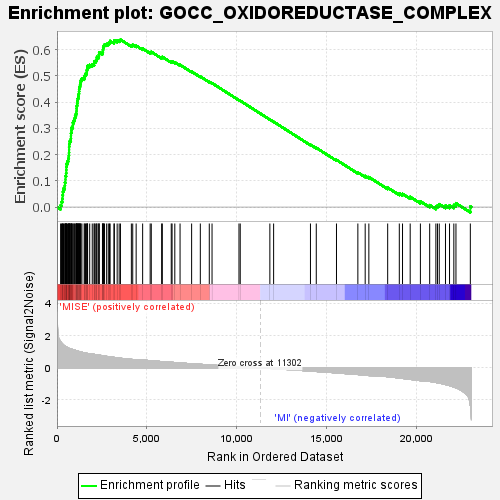 Enrichment plot: GOCC_OXIDOREDUCTASE_COMPLEX
Enrichment score (ES)
0.6
0.5
0.4
0.3
0.2
0.1
0.0
'MISE' (positively correlated)
Ranked list metric (Signal2Noise)
4
2
0
-2
Zero cross at 11302
'MI' (negatively correlated)
0 5,000 10,000 15,000 20,000
Rank in Ordered Dataset
Enrichment profile Hits Ranking metric scores